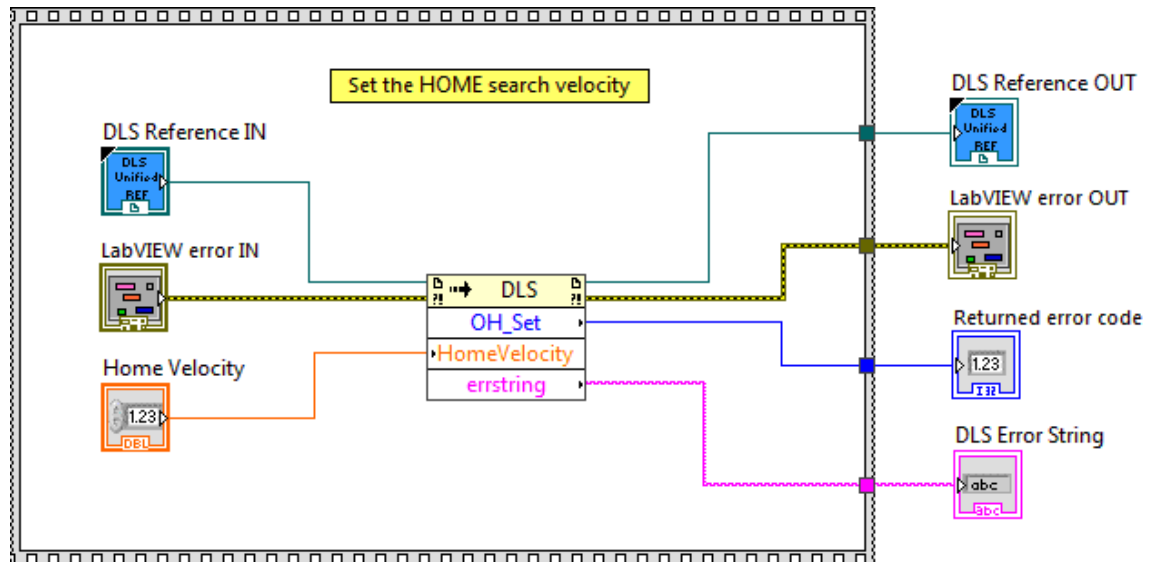 Set the HOME search velocity
DLS Reference IN
DLS
Unified
REF
LabVIEW error IN
?!
DLS
?!
OH_Set
HomeVelocity
errstring
Home Velocity
1.23
DBL
DLS Reference OUT
DLS
Unified
REF
LabVIEW error OUT
Returned error code
1.23
I32
DLS Error String
abc
abc